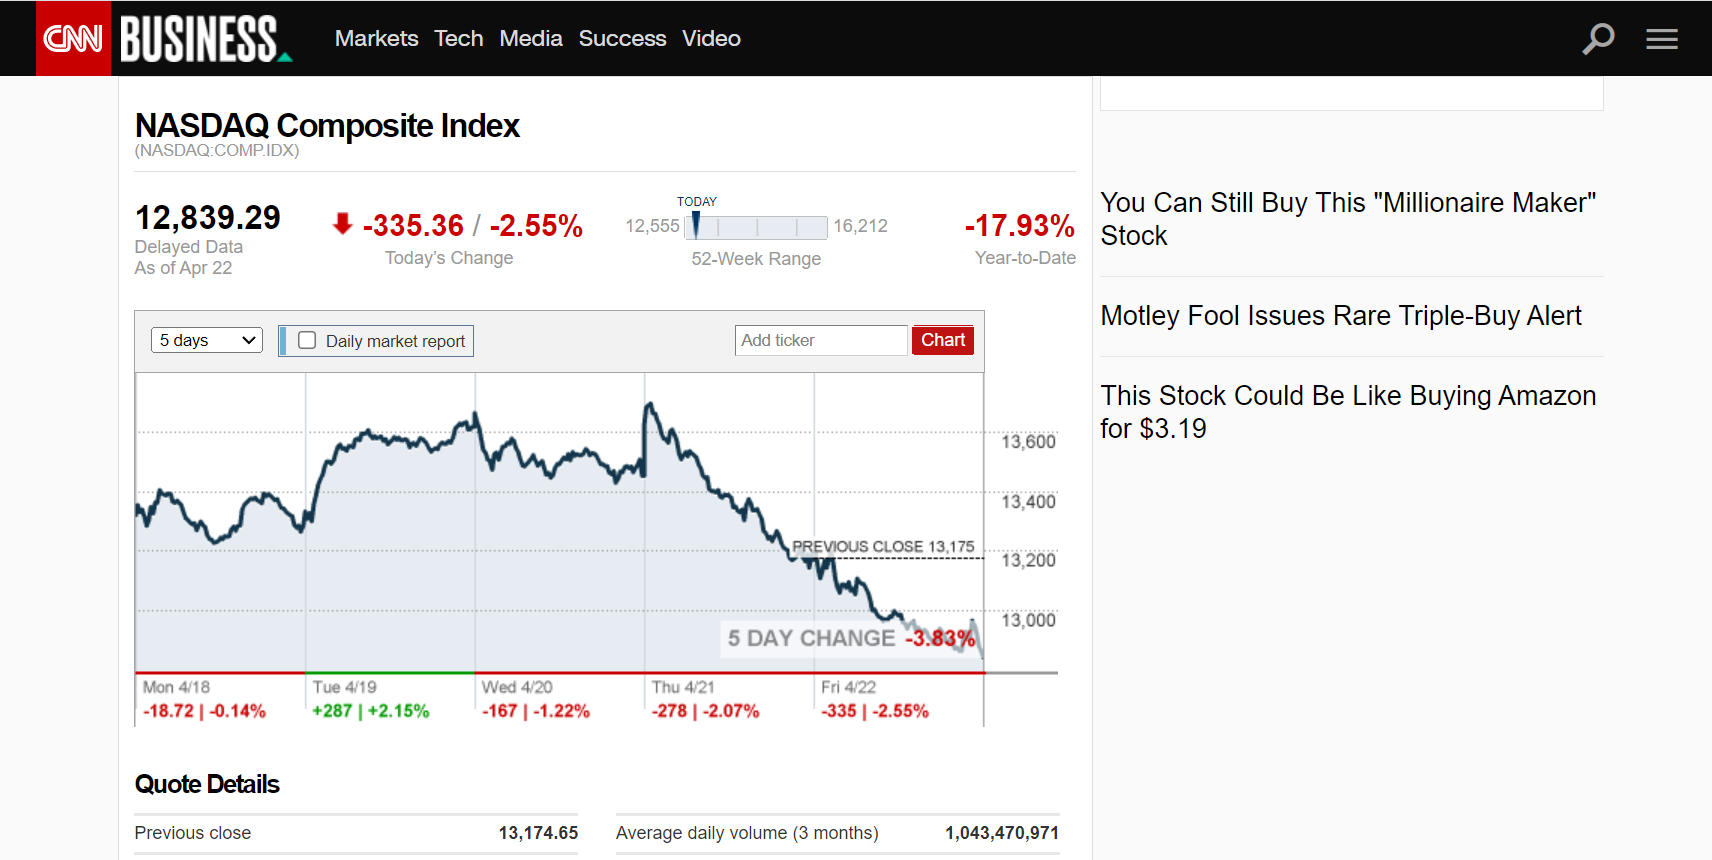 CNN BUSINESS
Markets Tech Media Success Video
NASDAQ Composite Index
(NASDAQ:COMP.IDX)
12,839.29
Delayed Data
As of Apr 22
-335.36 / -2.55%
Today's Change
TODAY
12,555 16,212
52-Week Range
-17.93%
Year-to-Date
5 days
Daily market report
Add ticker
Chart
13,600
13,400
PREVIOUS CLOSE 13,175
13,200
13,000
5 DAY CHANGE -3.83%
Mon 4/18 Tue 4/19 Wed 4/20 Thu 4/21 Fri 4/22
-18.72 | -0.14% +287 | +2.15% -167 | -1.22% -278 | -2.07% -335 | -2.55%
Quote Details
Previous close 13,174.65
Average daily volume (3 months) 1,043,470,971
You Can Still Buy This "Millionaire Maker"
Stock
Motley Fool Issues Rare Triple-Buy Alert
This Stock Could Be Like Buying Amazon
for $3.19